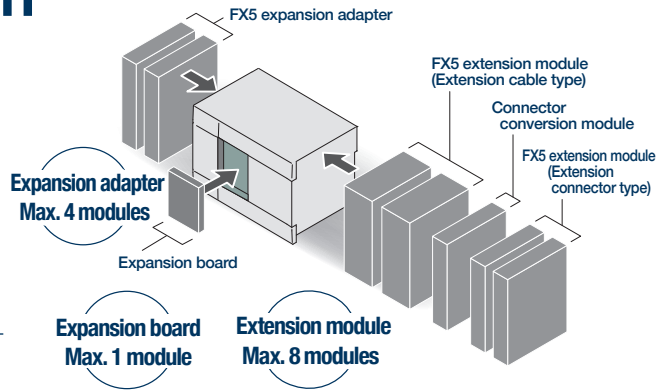 FX5 expansion adapter
FX5 extension module
(Extension cable type)
Connector
conversion module
FX5 extension module
(Extension
connector type)
Expansion adapter
Max. 4 modules
Expansion board
Expansion board
Max. 1 module
Extension module
Max. 8 modules